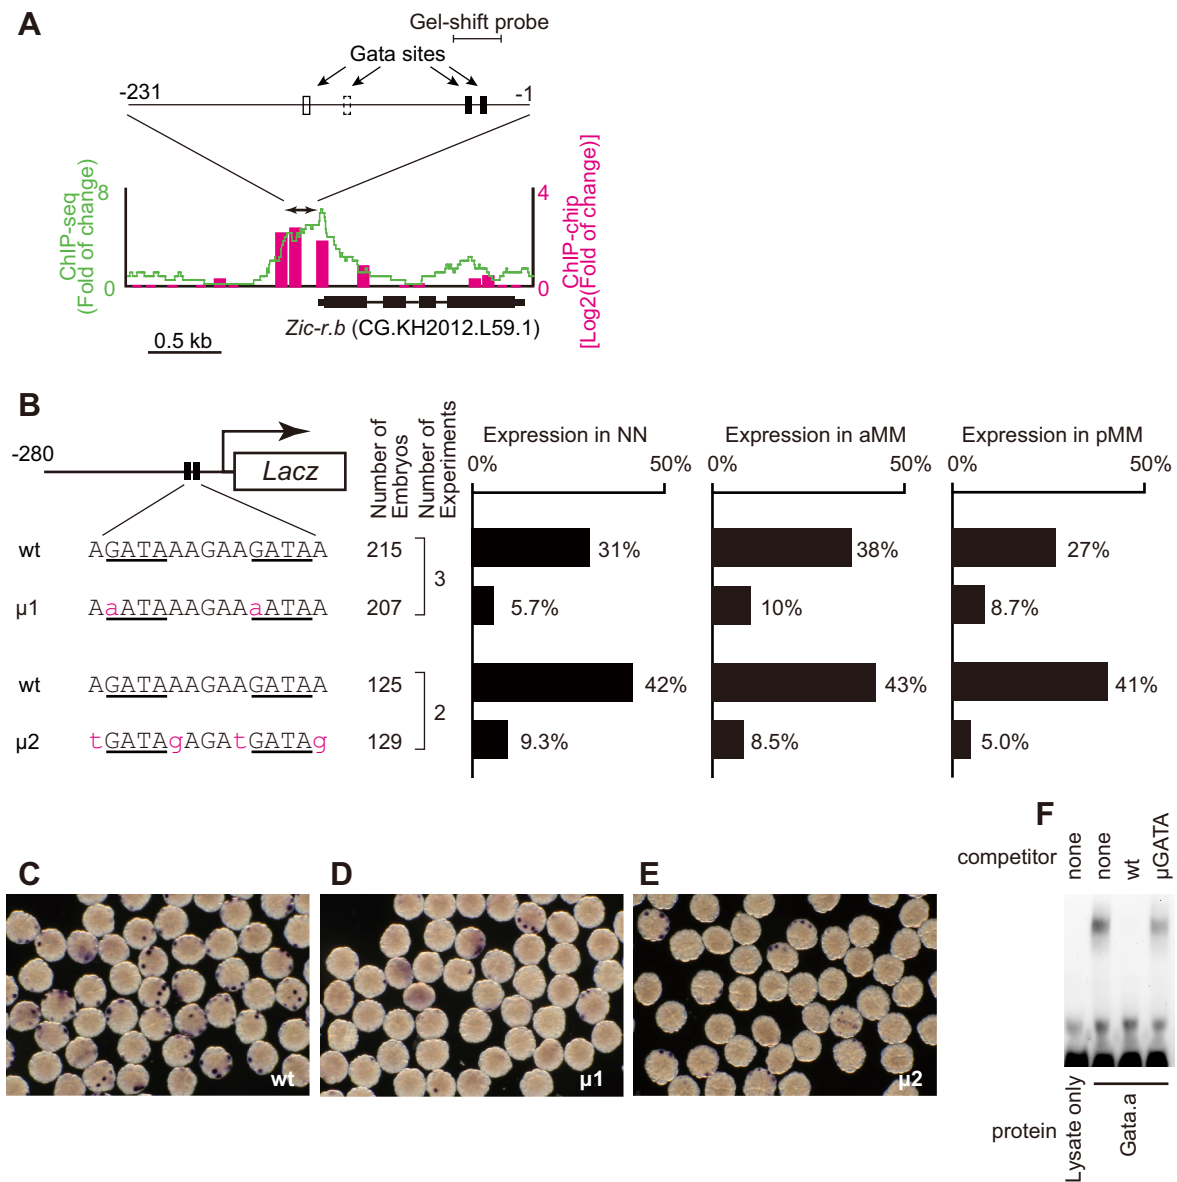 A
Gel-shift probe
Gata sites
-231
-1
ChIP-seq
(Fold of change)
8
0
4
0
ChIP-chip
[Log2(Fold of change)]
Zic-r.b (CG.KH2012.L59.1)
0.5 kb
B
-280
Lacz
Number of
Embryos
Number of
Experiments
Expression in NN
0% 50%
Expression in aMM
0% 50%
Expression in pMM
0% 50%
wt AGATAAAGAAGATAA 215 31% 38% 27%
3
µ1 AaATAAAGAAaATAA 207 5.7% 10% 8.7%
wt AGATAAAGAAGATAA 125 42% 43% 41%
2
µ2 tGATAgAGAtGATAg 129 9.3% 8.5% 5.0%
C
wt
D
µ1
E
µ2
F
competitor
none
none
wt
µGATA
protein
Lysate only
Gata.a